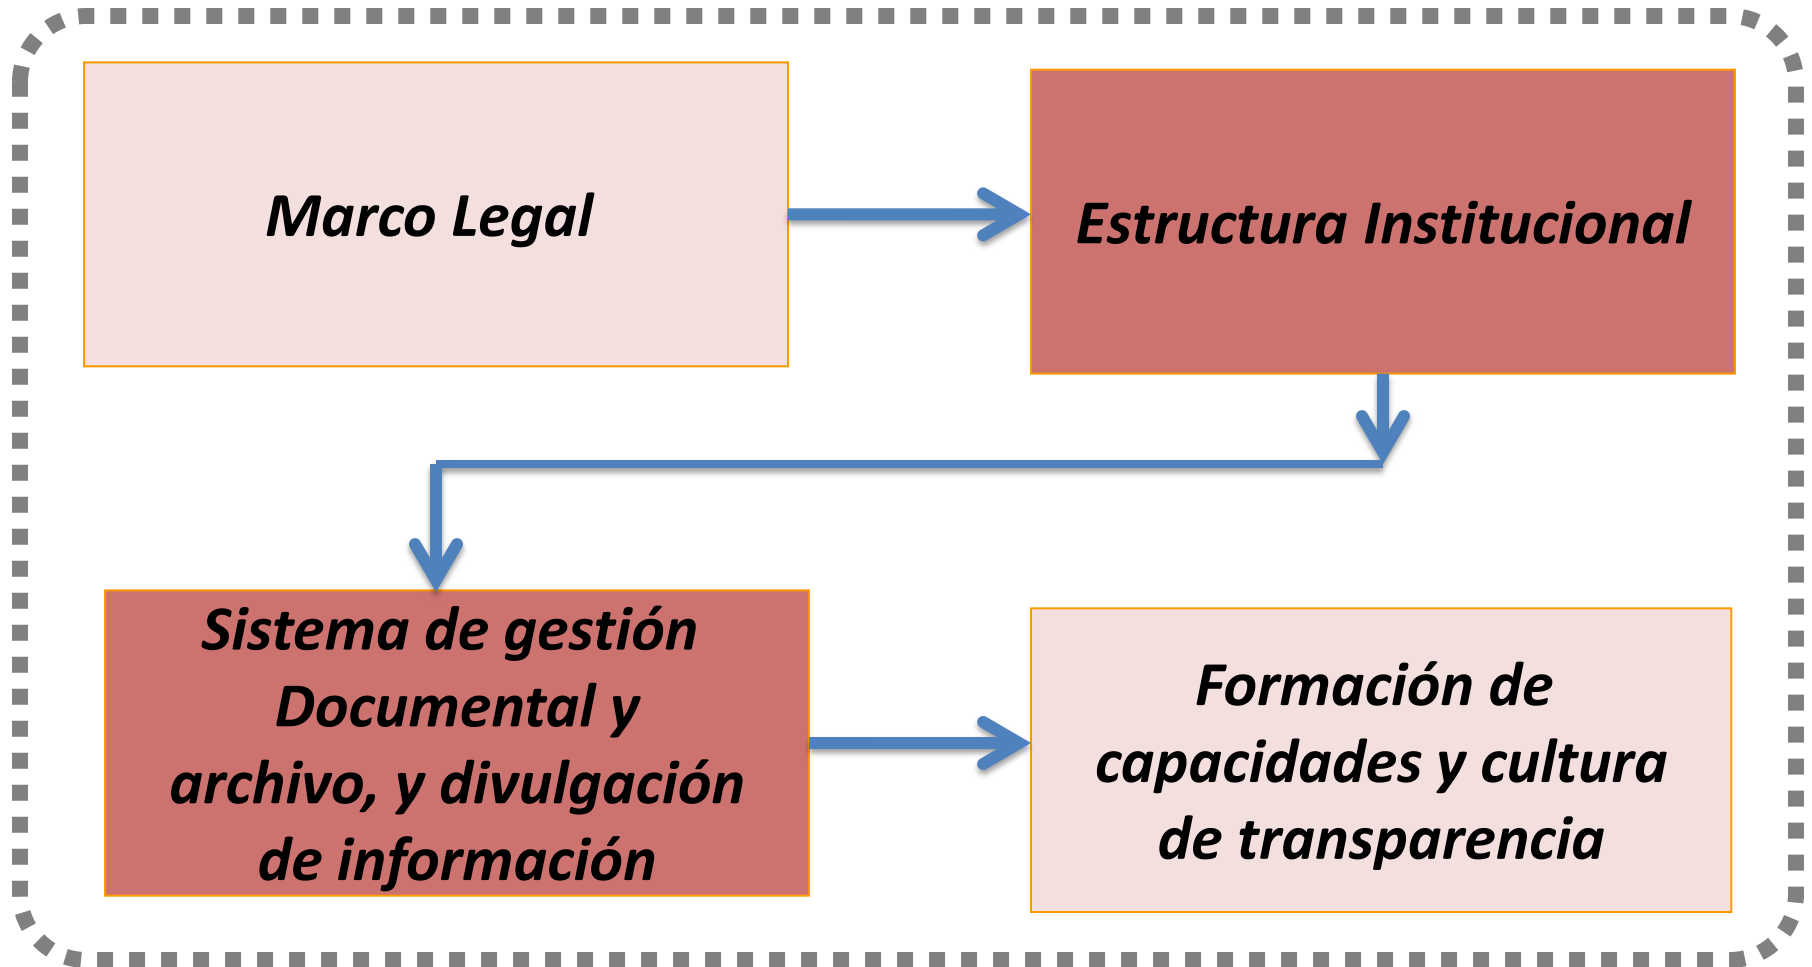 Marco Legal
Estructura Institucional
Sistema de gestión
Documental y
archivo, y divulgación
de información
Formación de
capacidades y cultura
de transparencia